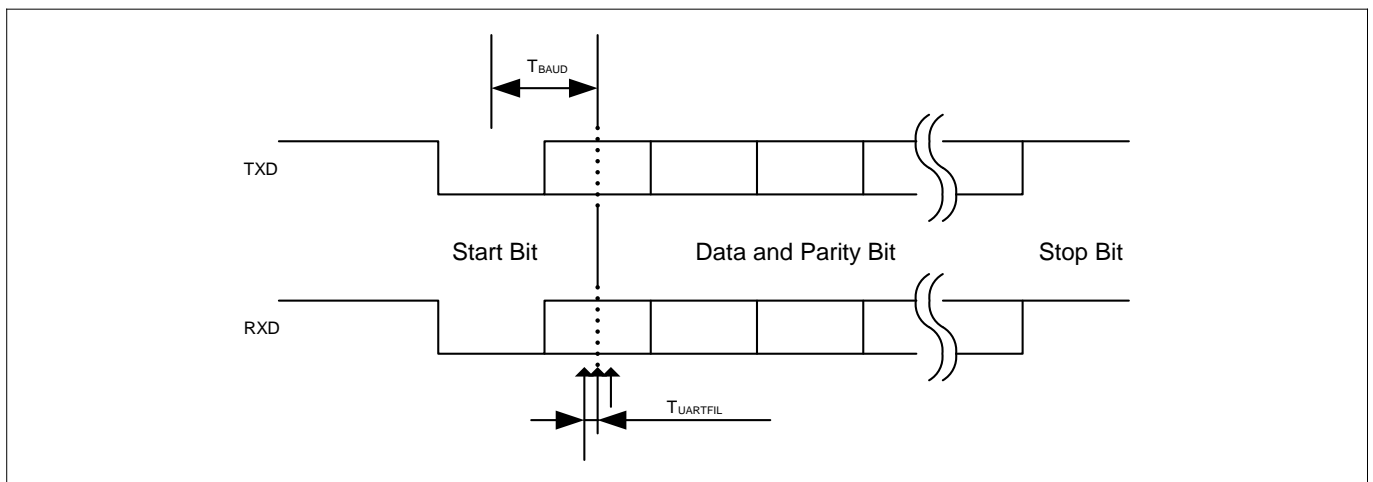 TBAUD
TXD
Start Bit Data and Parity Bit Stop Bit
RXD
TUARTFIL